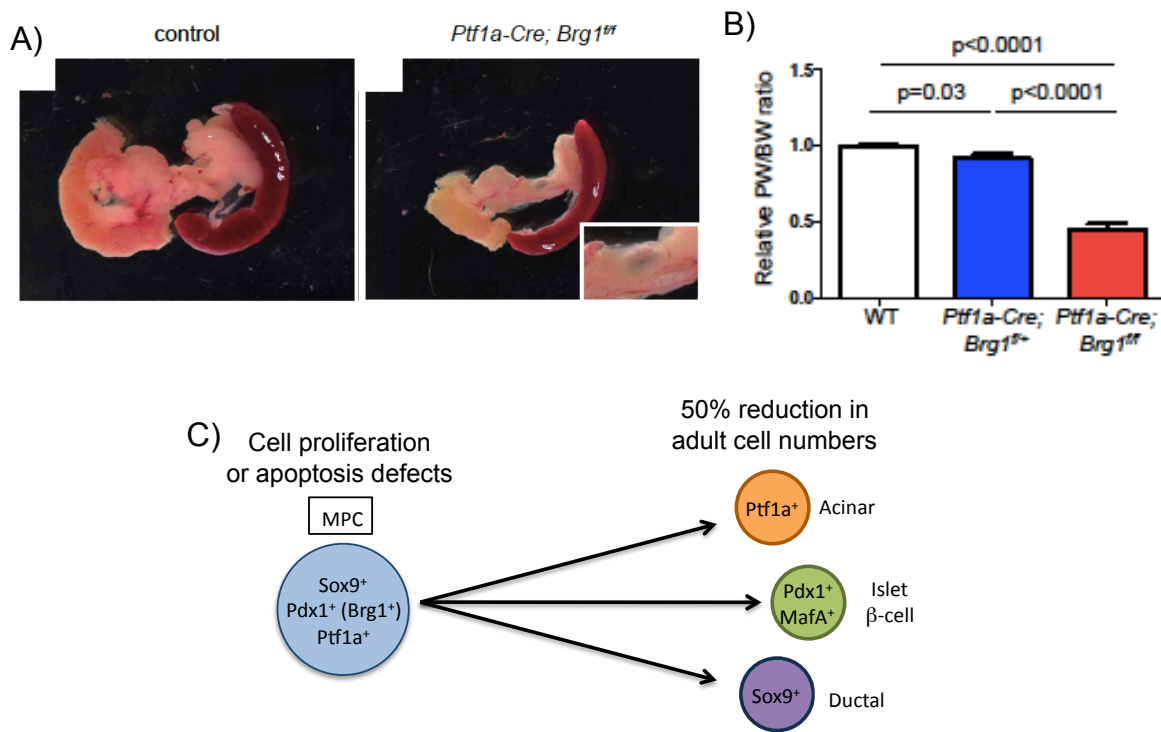 A)
control
Ptf1a-Cre; Brg1f/f
B)
p<0.0001
p=0.03
p<0.0001
Relative PW/BW ratio
1.5
1.0
0.5
0.0
WT
Ptf1a-Cre;
Brg1f/+
Ptf1a-Cre;
Brg1f/f
C)
Cell proliferation
or apoptosis defects
MPC
Sox9+
Pdx1+ (Brg1+)
Ptf1a+
50% reduction in
adult cell numbers
Ptf1a+
Acinar
Pdx1+
MafA+
Islet
β-cell
Sox9+
Ductal